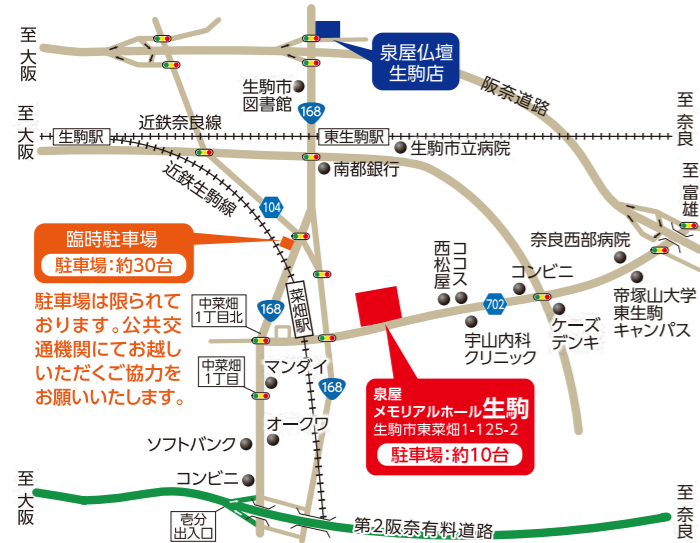 至大阪
泉屋仏壇
生駒店
阪奈道路
生駒市
図書館
168
至大阪
近鉄奈良線
至奈良
生駒駅
東生駒駅
生駒市立病院
南都銀行
近鉄生駒線
至富雄
104
臨時駐車場
駐車場：約30台
奈良西部病院
西松屋
ココス
コンビニ
702
帝塚山大学
東生駒
キャンパス
駐車場は限られて
おります。公共交
通機関にてお越し
いただくご協力を
お願いいたします。
中菜畑
1丁目北
168
菜畑駅
宇山内科
クリニック
ケーズ
デンキ
中菜畑
1丁目
マンダイ
168
泉屋
メモリアルホール生駒
生駒市東菜畑1-125-2
駐車場：約10台
オークワ
ソフトバンク
コンビニ
至大阪
壱分
出入口
第2阪奈有料道路
至奈良